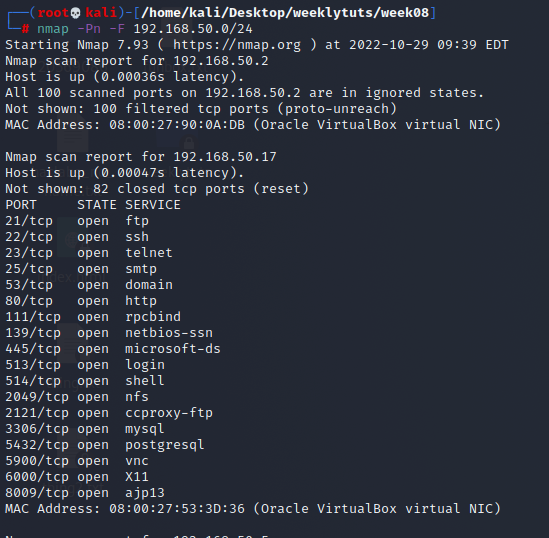 ┌──(root💀kali)-[/home/kali/Desktop/weeklytuts/week08]
└─# nmap -Pn -F 192.168.50.0/24
Starting Nmap 7.93 ( https://nmap.org ) at 2022-10-29 09:39 EDT
Nmap scan report for 192.168.50.2
Host is up (0.00036s latency).
All 100 scanned ports on 192.168.50.2 are in ignored states.
Not shown: 100 filtered tcp ports (proto-unreach)
MAC Address: 08:00:27:90:0A:DB (Oracle VirtualBox virtual NIC)

Nmap scan report for 192.168.50.17
Host is up (0.00047s latency).
Not shown: 82 closed tcp ports (reset)
PORT     STATE SERVICE
21/tcp   open  ftp
22/tcp   open  ssh
23/tcp   open  telnet
25/tcp   open  smtp
53/tcp   open  domain
80/tcp   open  http
111/tcp  open  rpcbind
139/tcp  open  netbios-ssn
445/tcp  open  microsoft-ds
513/tcp  open  login
514/tcp  open  shell
2049/tcp open  nfs
2121/tcp open  ccproxy-ftp
3306/tcp open  mysql
5432/tcp open  postgresql
5900/tcp open  vnc
6000/tcp open  X11
8009/tcp open  ajp13
MAC Address: 08:00:27:53:3D:36 (Oracle VirtualBox virtual NIC)